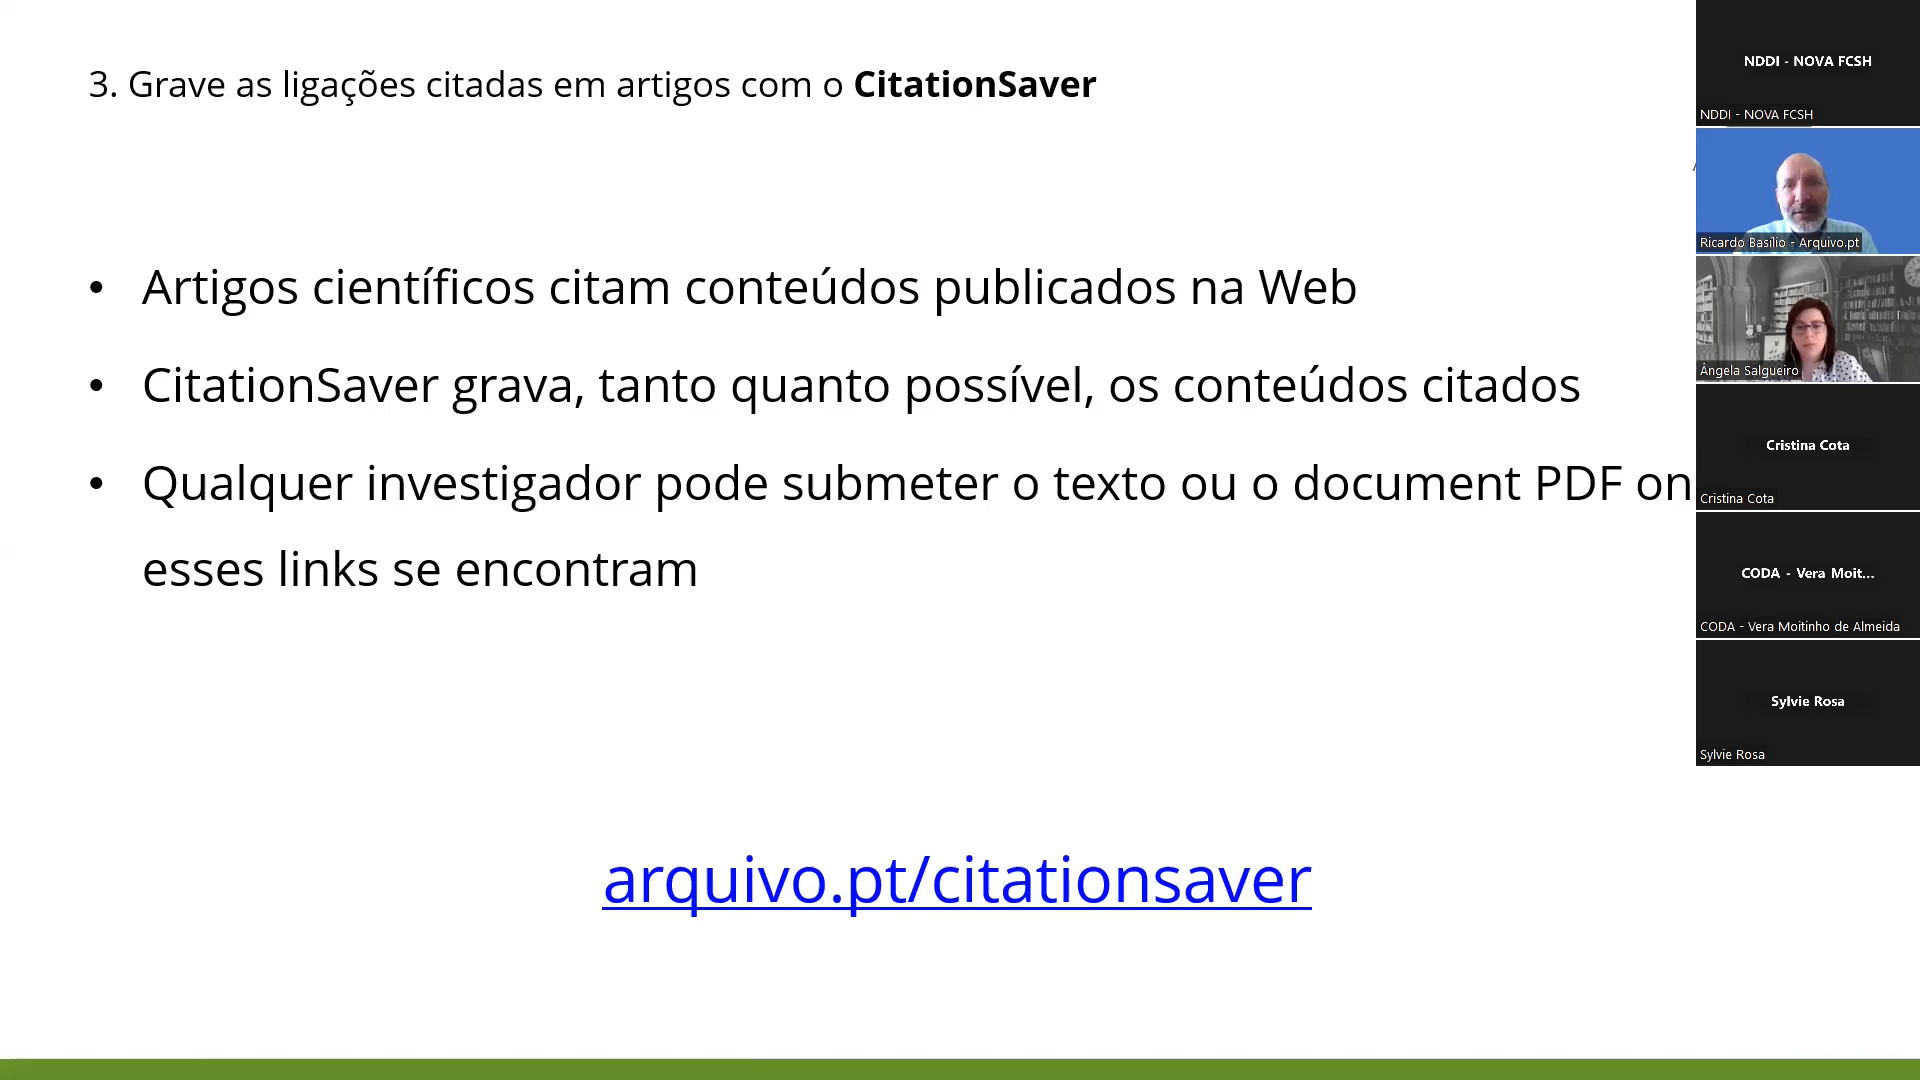 3. Grave as ligações citadas em artigos com o CitationSaver
• Artigos científicos citam conteúdos publicados na Web
• CitationSaver grava, tanto quanto possível, os conteúdos citados
• Qualquer investigador pode submeter o texto ou o document PDF on
esses links se encontram
arquivo.pt/citationsaver
NDDI - NOVA FCSH
NDDI - NOVA FCSH
Ricardo Basílio - Arquivo.pt
Ângela Salgueiro
Cristina Cota
Cristina Cota
CODA - Vera Moit...
CODA - Vera Moitinho de Almeida
Sylvie Rosa
Sylvie Rosa